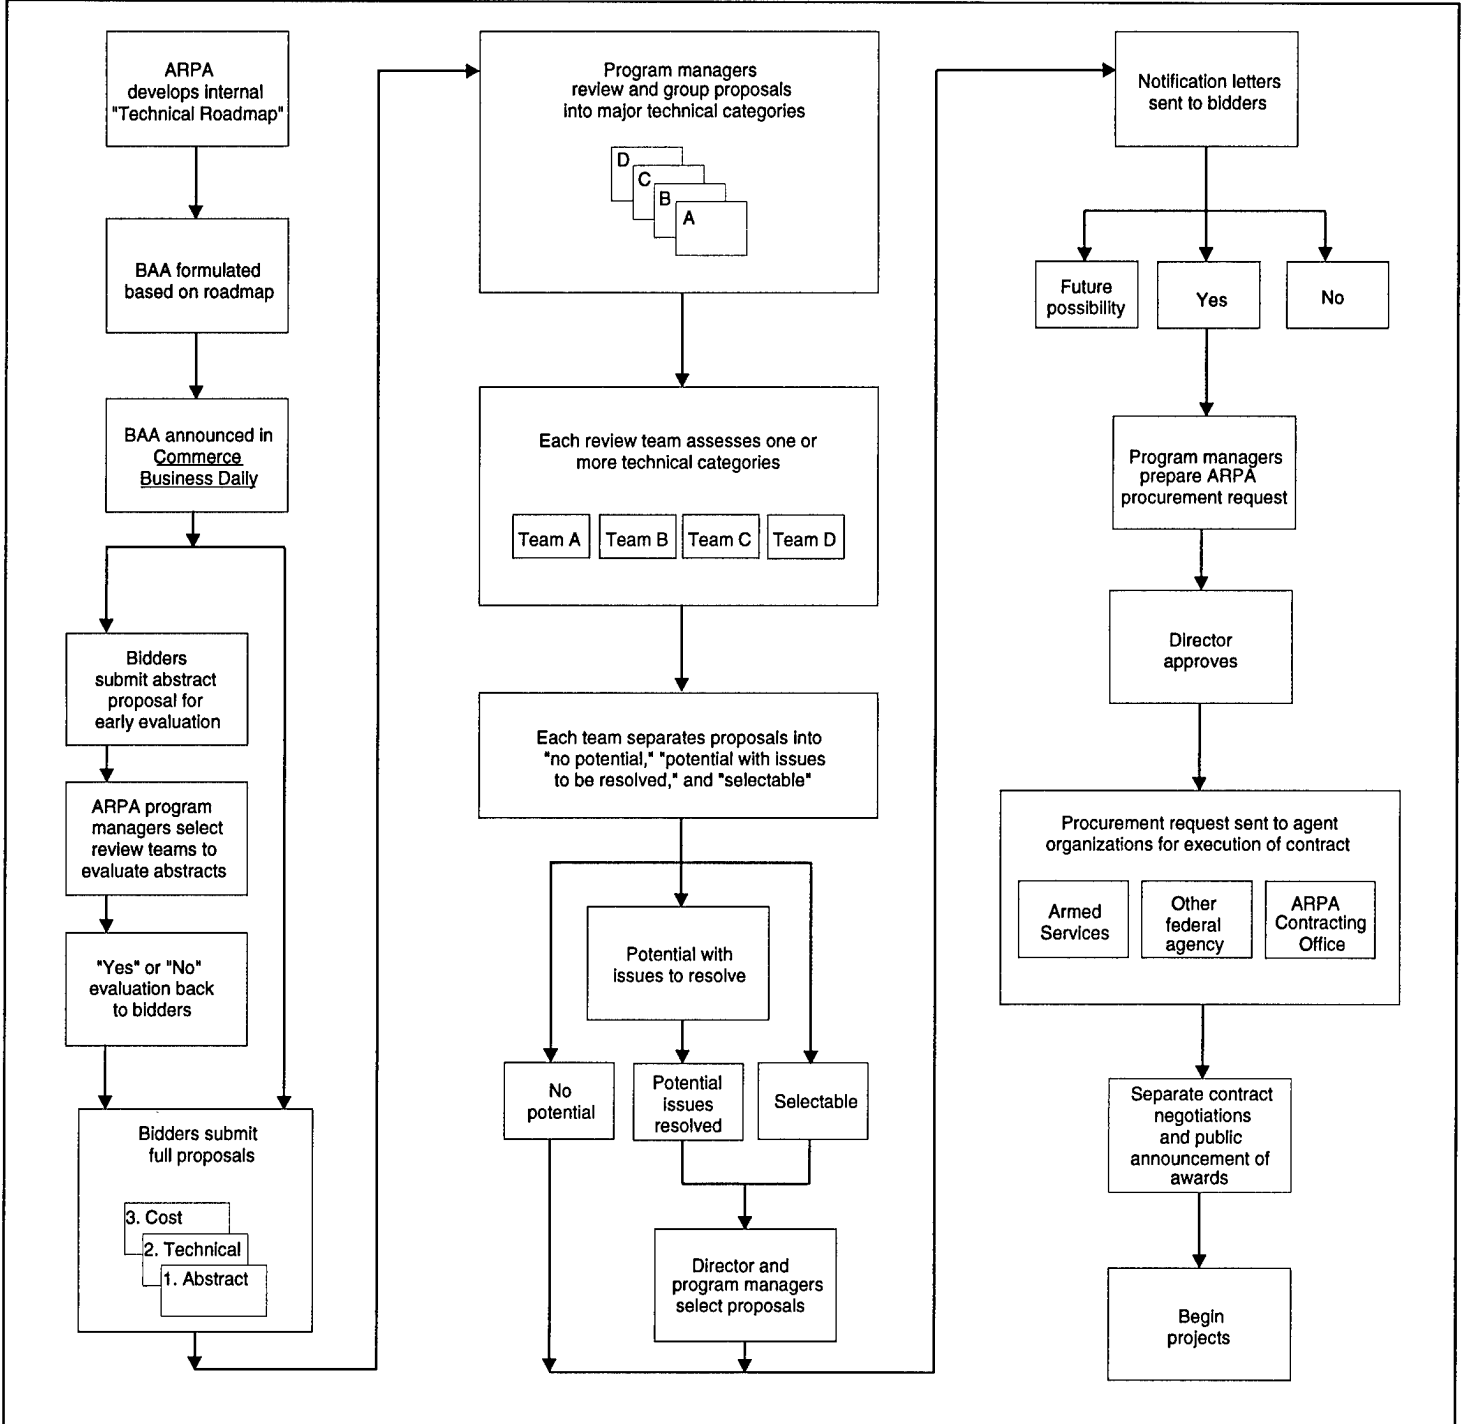 ARPA
develops internal
"Technical Roadmap"
BAA formulated
based on roadmap
BAA announced in
Commerce
Business Daily
Bidders
submit abstract
proposal for
early evaluation
ARPA program
managers select
review teams to
evaluate abstracts
"Yes" or "No"
evaluation back
to bidders
Bidders submit
full proposals
3. Cost
2. Technical
1. Abstract
Program managers
review and group proposals
into major technical categories
D
C
B
A
Each review team assesses one or
more technical categories
Team A
Team B
Team C
Team D
Each team separates proposals into
"no potential," "potential with issues
to be resolved," and "selectable"
Potential with
issues to resolve
No
potential
Potential
issues
resolved
Selectable
Director and
program managers
select proposals
Notification letters
sent to bidders
Future
possibility
Yes
No
Program managers
prepare ARPA
procurement request
Director
approves
Procurement request sent to agent
organizations for execution of contract
Armed
Services
Other
federal
agency
ARPA
Contracting
Office
Separate contract
negotiations
and public
announcement of
awards
Begin
projects